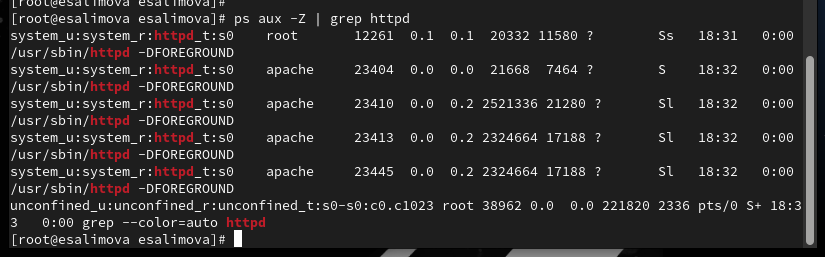 [root@esalimova esalimova]#
[root@esalimova esalimova]# ps aux -Z | grep httpd
system_u:system_r:httpd_t:s0    root       12261  0.1  0.1  20332 11580 ?        Ss   18:31   0:00
/usr/sbin/httpd -DFOREGROUND
system_u:system_r:httpd_t:s0    apache     23404  0.0  0.0  21668  7464 ?        S    18:32   0:00
/usr/sbin/httpd -DFOREGROUND
system_u:system_r:httpd_t:s0    apache     23410  0.0  0.2 2521336 21280 ?       Sl   18:32   0:00
/usr/sbin/httpd -DFOREGROUND
system_u:system_r:httpd_t:s0    apache     23413  0.0  0.2 2324664 17188 ?       Sl   18:32   0:00
/usr/sbin/httpd -DFOREGROUND
system_u:system_r:httpd_t:s0    apache     23445  0.0  0.2 2324664 17188 ?       Sl   18:32   0:00
/usr/sbin/httpd -DFOREGROUND
unconfined_u:unconfined_r:unconfined_t:s0-s0:c0.c1023 root 38962 0.0  0.0 221820 2336 pts/0 S+ 18:3
3   0:00 grep --color=auto httpd
[root@esalimova esalimova]#